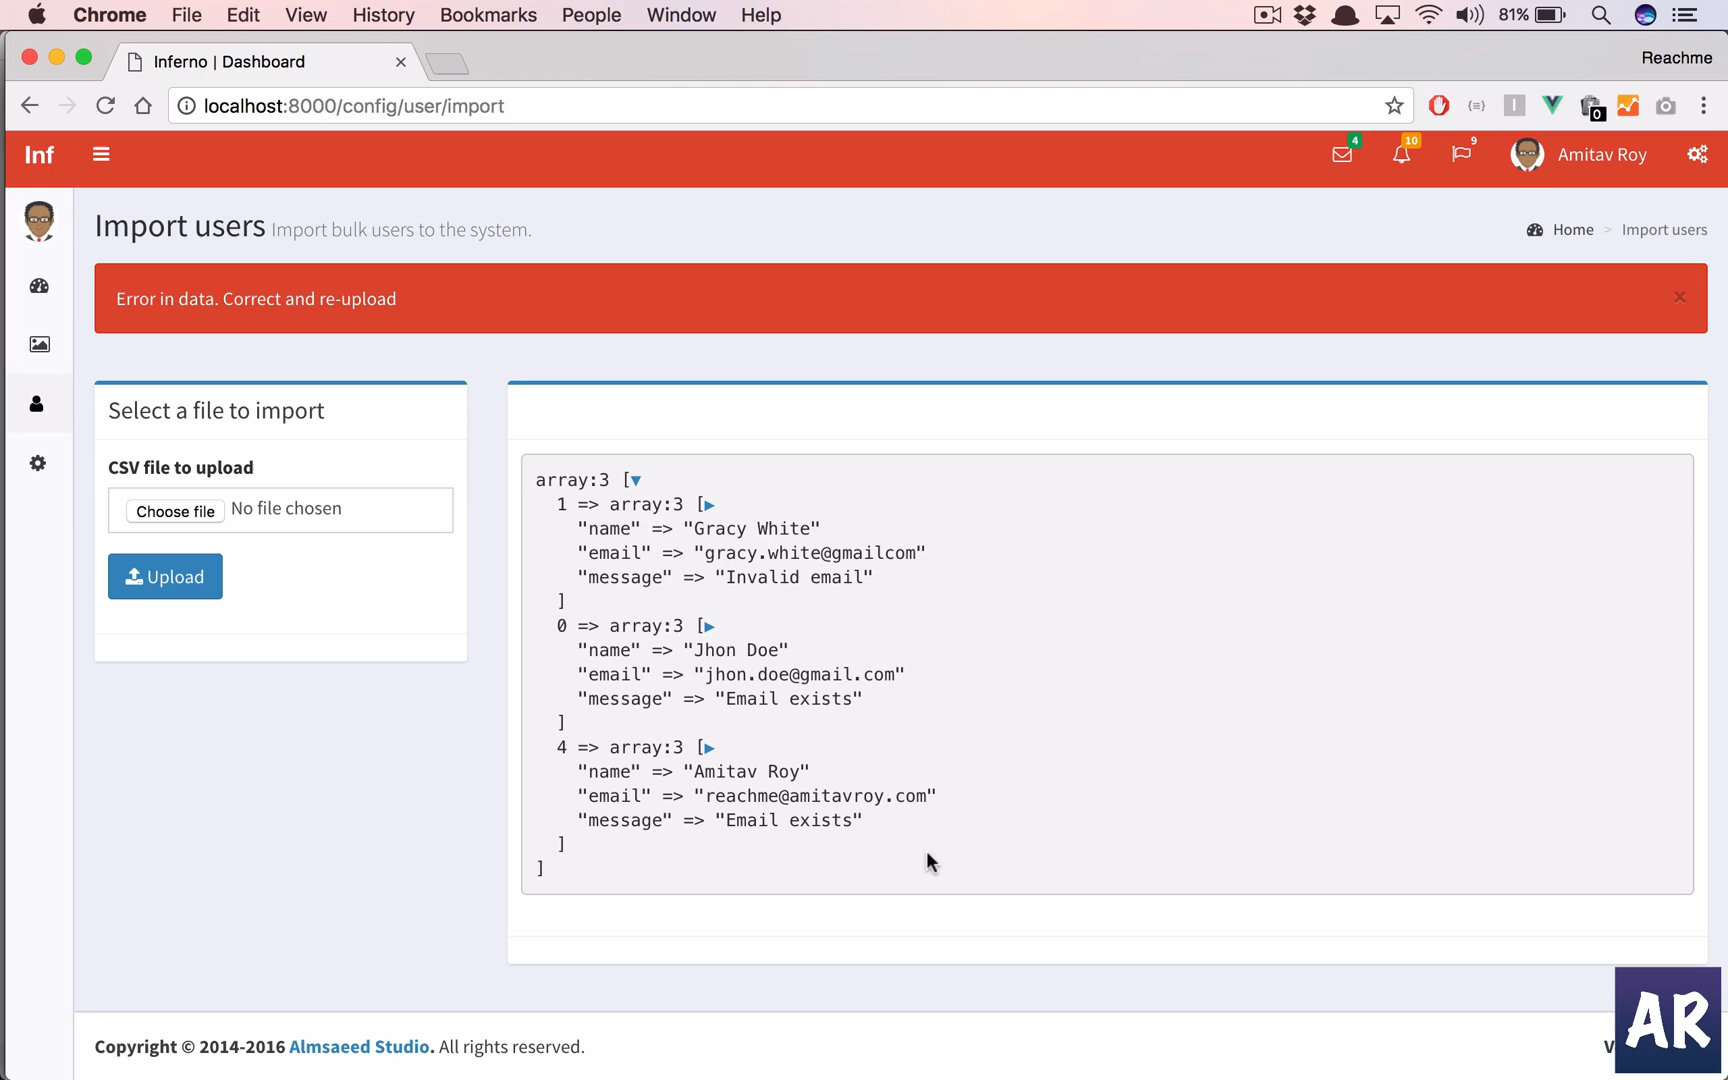 Chrome File Edit View History Bookmarks People Window Help 81%
Inferno | Dashboard Reachme
localhost:8000/config/user/import 0
Inf 4 10 9 Amitav Roy
Import users Import bulk users to the system. Home > Import users
Error in data. Correct and re-upload ×
Select a file to import
CSV file to upload
Choose file No file chosen
Upload
array:3 [▼
1 => array:3 [▶
"name" => "Gracy White"
"email" => "gracy.white@gmailcom"
"message" => "Invalid email"
]
0 => array:3 [▶
"name" => "Jhon Doe"
"email" => "jhon.doe@gmail.com"
"message" => "Email exists"
]
4 => array:3 [▶
"name" => "Amitav Roy"
"email" => "reachme@amitavroy.com"
"message" => "Email exists"
]
]
Copyright © 2014-2016 Almsaeed Studio. All rights reserved.
AR